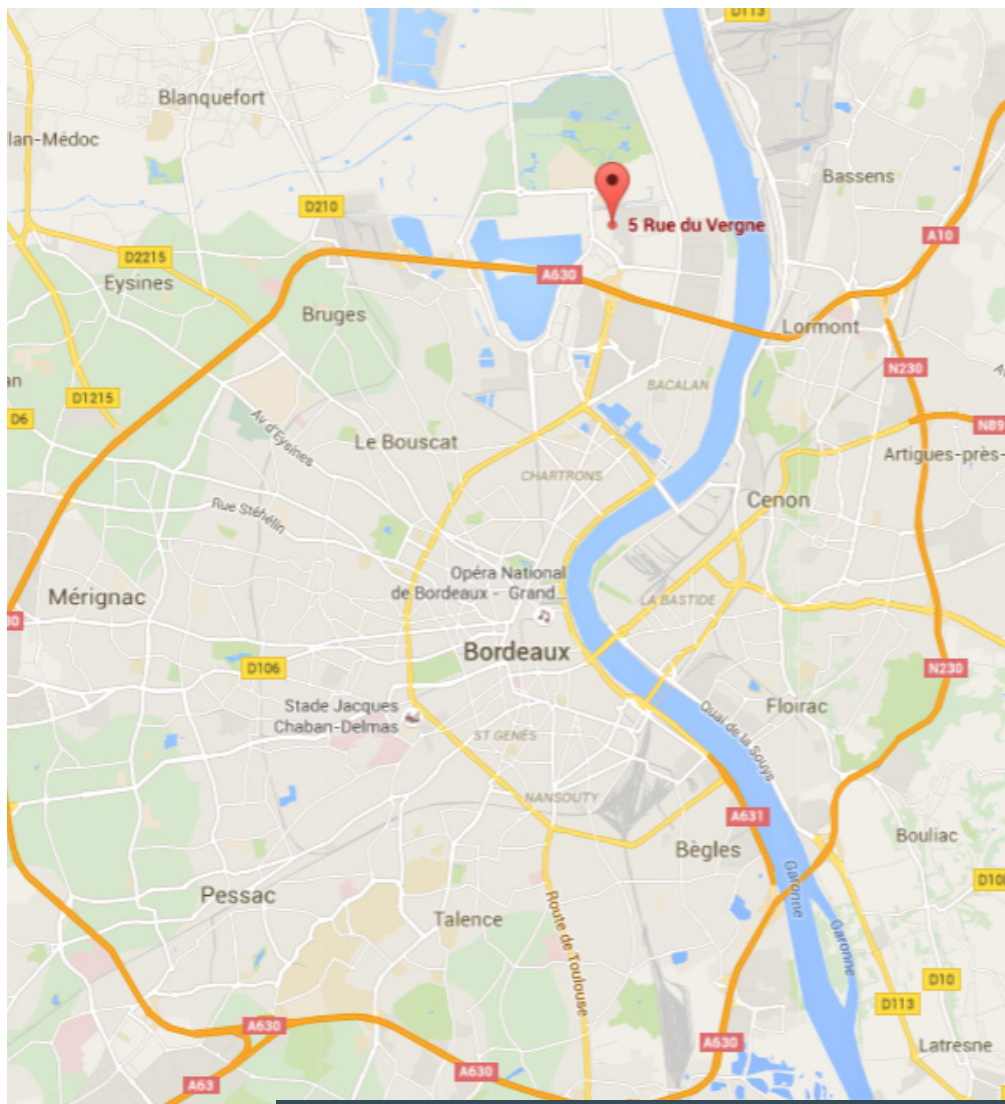 D113
Blanquefort
lan-Médoc
Bassens
D210
5 Rue du Vergne
A10
D2215
Eysines
A630
Bruges
Lormont
N230
BACALAN
an
D1215
D6
Av d'Eysines
Le Bouscat
N89
Artigues-près-
CHARTRONS
Cenon
Rue Stéhélin
Opéra National
de Bordeaux - Grand...
Mérignac
LA BASTIDE
30
Bordeaux
D106
N230
Stade Jacques
Chaban-Delmas
Floirac
Quai de la Souys
ST GENÈS
NANSOUTY
A631
Bouliac
Bègles
Garonne
D10
Pessac
Talence
Route de Toulouse
Garonne
D10
D113
A630
A630
Latresne
A630
A63